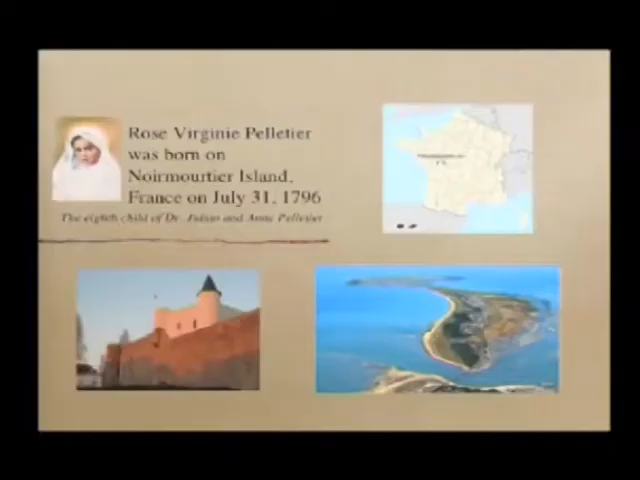 Rose Virginie Pelletier
was born on
Noirmourtier Island,
France on July 31, 1796
The eighth child of Dr. Julian and Anne Pelletier